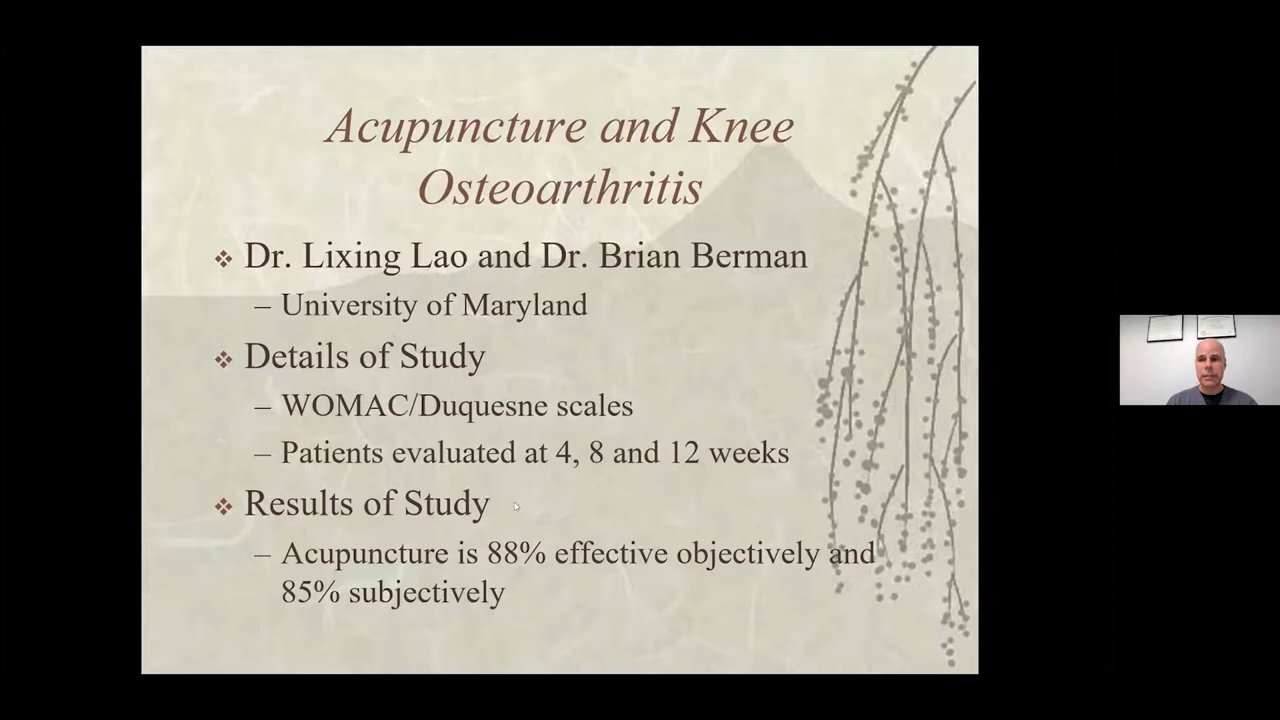 Acupuncture and Knee
Osteoarthritis
❖ Dr. Lixing Lao and Dr. Brian Berman
– University of Maryland
❖ Details of Study
– WOMAC/Duquesne scales
– Patients evaluated at 4, 8 and 12 weeks
❖ Results of Study
– Acupuncture is 88% effective objectively and
85% subjectively